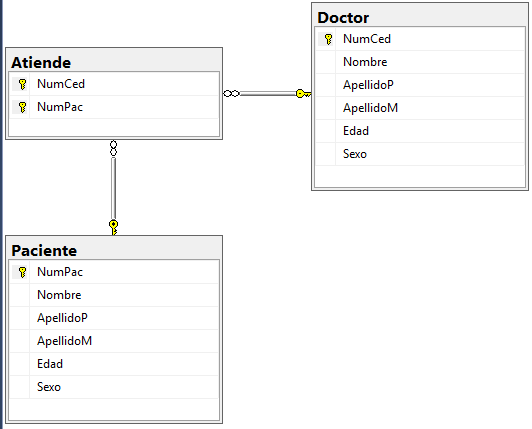 Atiende
NumCed
NumPac
Doctor
NumCed
Nombre
ApellidoP
ApellidoM
Edad
Sexo
Paciente
NumPac
Nombre
ApellidoP
ApellidoM
Edad
Sexo